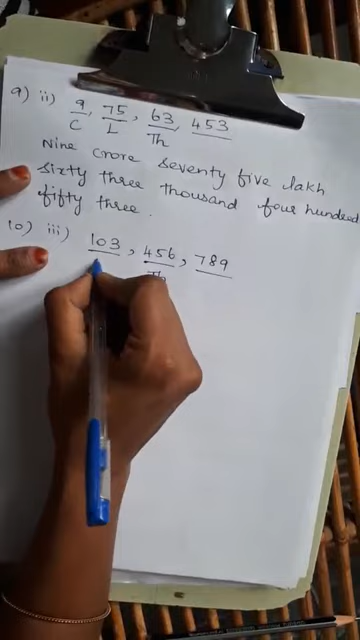 9) ii) 9, 75, 63, 453
C L Th
Nine Crore seventy five lakh
sixty three thousand four hundred
fifty three.
10) iii) 103, 456, 789
Th